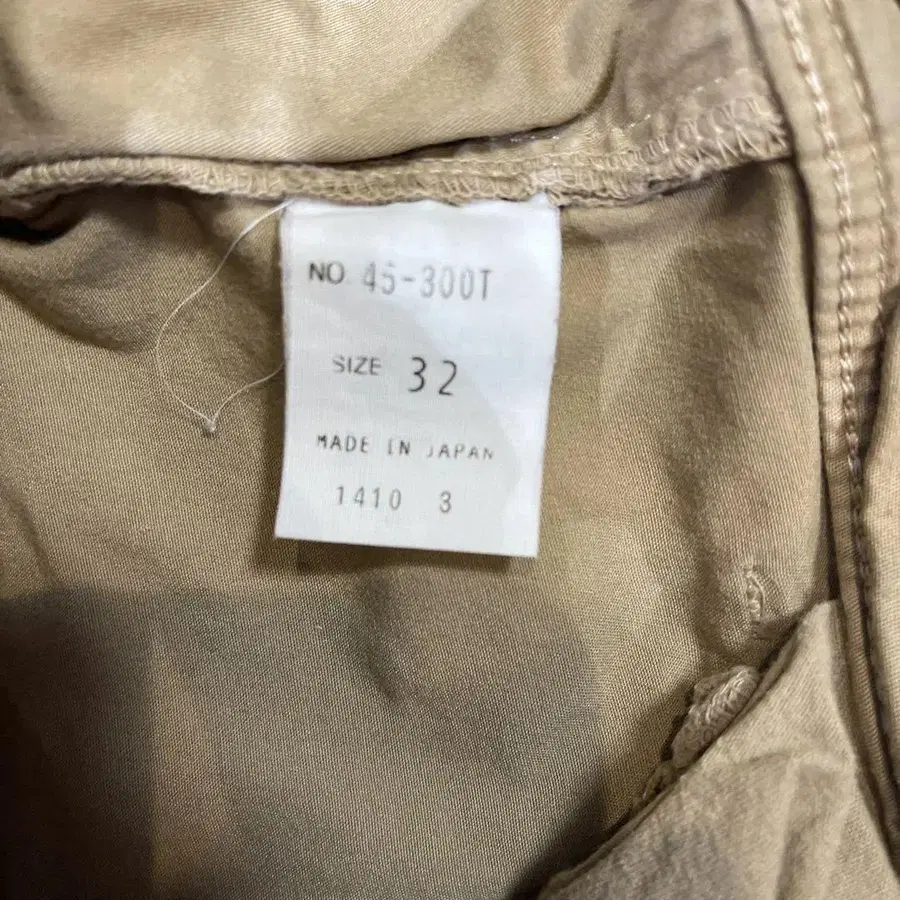 NO 45-300T
SIZE 32
MADE IN JAPAN
1410 3